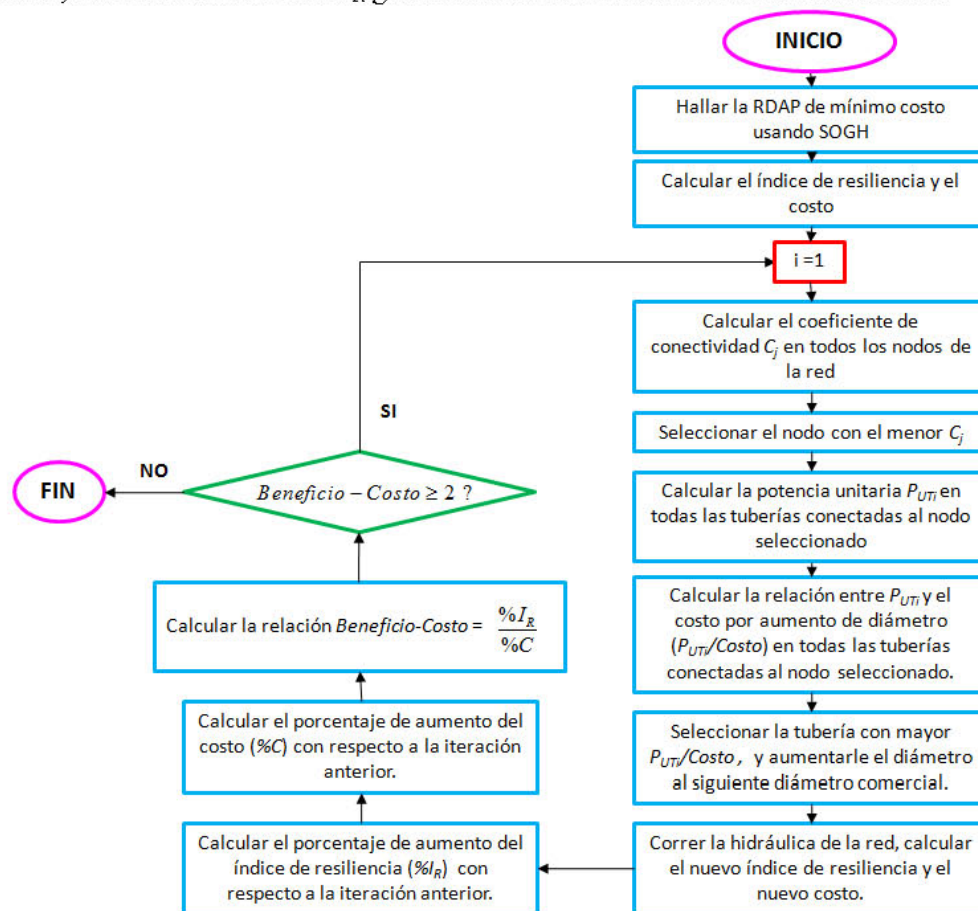 INICIO
Hallar la RDAP de mínimo costo
usando SOGH
Calcular el índice de resiliencia y el
costo
i =1
Calcular el coeficiente de
conectividad Cj en todos los nodos de
la red
Seleccionar el nodo con el menor Cj
Calcular la potencia unitaria PUTi en
todas las tuberías conectadas al nodo
seleccionado
Calcular la relación entre PUTi y el
costo por aumento de diámetro
(PUTi/Costo) en todas las tuberías
conectadas al nodo seleccionado.
Seleccionar la tubería con mayor
PUTi/Costo , y aumentarle el diámetro
al siguiente diámetro comercial.
Correr la hidráulica de la red, calcular
el nuevo índice de resiliencia y el
nuevo costo.
Calcular el porcentaje de aumento del
índice de resiliencia (%IR) con
respecto a la iteración anterior.
Calcular el porcentaje de aumento del
costo (%C) con respecto a la iteración
anterior.
Calcular la relación Beneficio-Costo = %IR
%C
Beneficio – Costo ≥ 2 ?
SI
NO
FIN